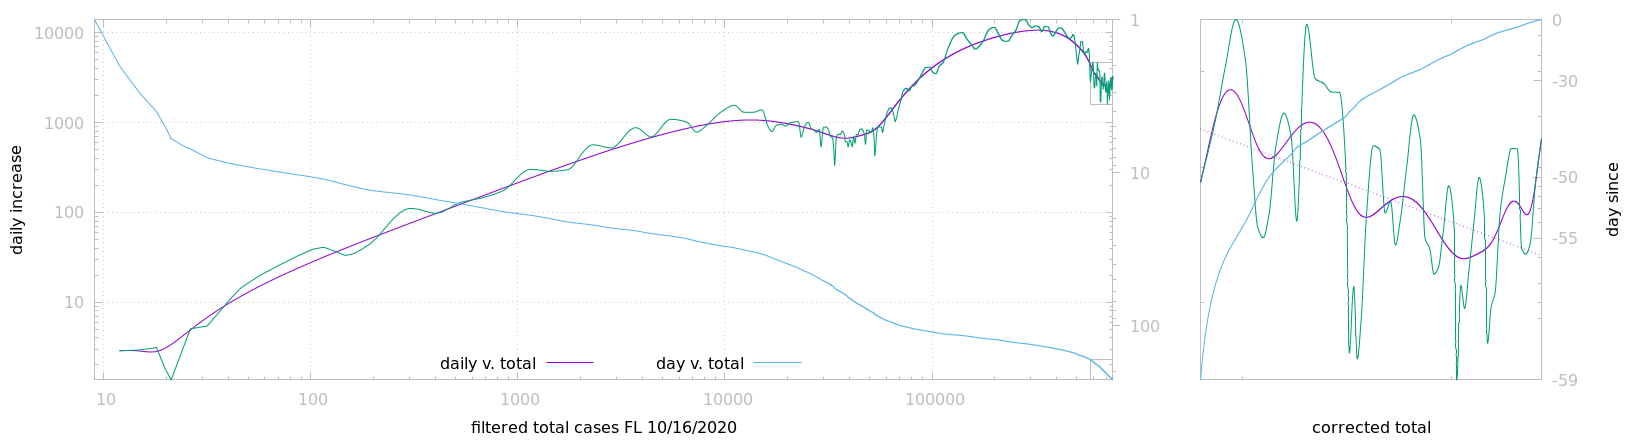 10000
1000
100
10
daily increase
10
100
1000
10000
100000
filtered total cases FL 10/16/2020
daily v. total
day v. total
1
10
100
0
-30
-50
-55
-59
day since
corrected total